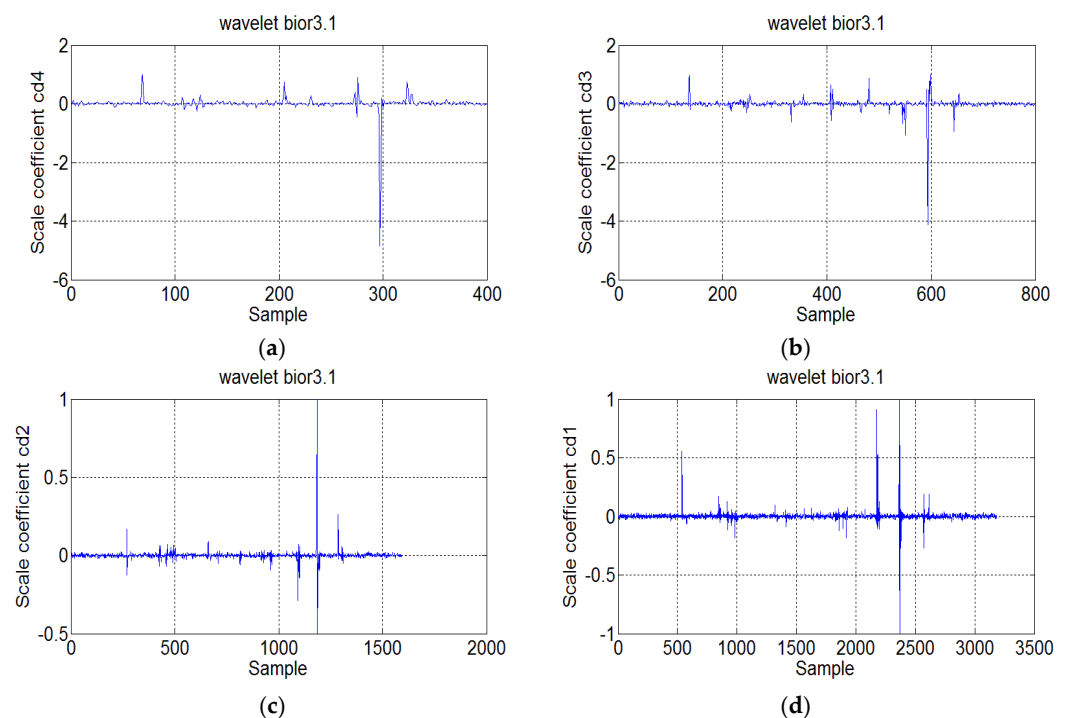 wavelet bior3.1
2
0
-2
-4
-6
0 100 200 300 400
Scale coefficient cd4
Sample
(a)
wavelet bior3.1
2
0
-2
-4
-6
0 200 400 600 800
Scale coefficient cd3
Sample
(b)
wavelet bior3.1
1
0.5
0
-0.5
0 500 1000 1500 2000
Scale coefficient cd2
Sample
(c)
wavelet bior3.1
1
0.5
0
-0.5
-1
0 500 1000 1500 2000 2500 3000 3500
Scale coefficient cd1
Sample
(d)